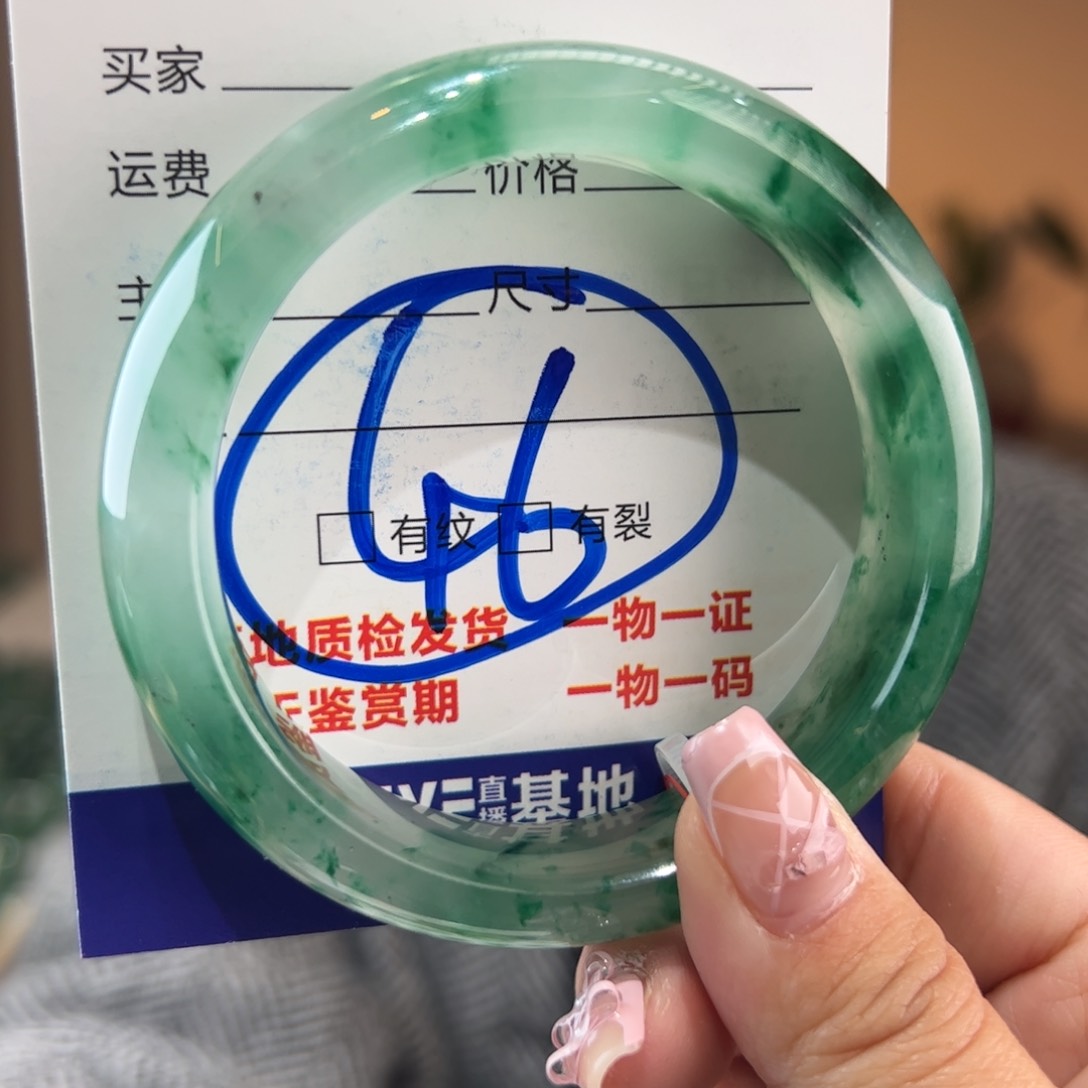 买家
运费 价格
主 尺寸
46
有纹 有裂
地质检发货 一物一证
鉴赏期 一物一码
直播基地